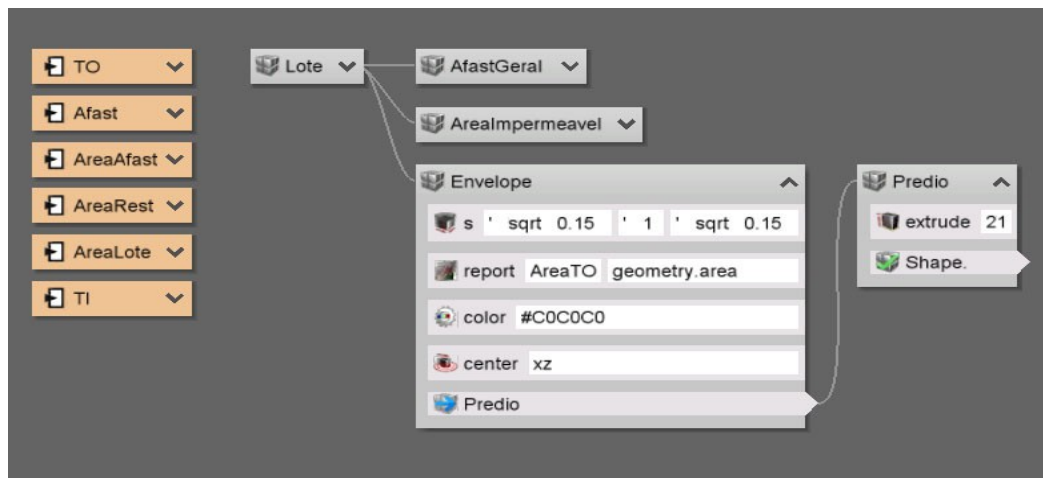 TO
Afast
AreaAfast
AreaRest
AreaLote
TI
Lote
AfastGeral
AreaImpermeavel
Envelope
s ' sqrt 0.15 ' 1 ' sqrt 0.15
report AreaTO geometry.area
color #C0C0C0
center xz
Predio
Predio
extrude 21
Shape.